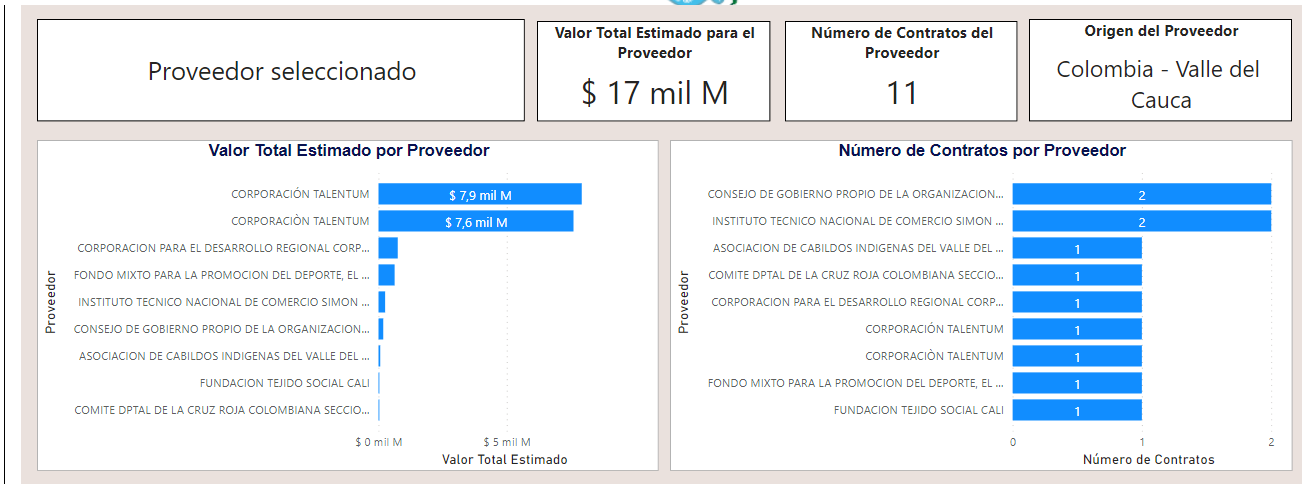 Proveedor seleccionado
Valor Total Estimado para el
Proveedor
$ 17 mil M
Número de Contratos del
Proveedor
11
Origen del Proveedor
Colombia - Valle del
Cauca
Valor Total Estimado por Proveedor
Proveedor
CORPORACIÓN TALENTUM
$ 7,9 mil M
CORPORACIÒN TALENTUM
$ 7,6 mil M
CORPORACION PARA EL DESARROLLO REGIONAL CORP...
FONDO MIXTO PARA LA PROMOCION DEL DEPORTE, EL ...
INSTITUTO TECNICO NACIONAL DE COMERCIO SIMON ...
CONSEJO DE GOBIERNO PROPIO DE LA ORGANIZACION...
ASOCIACION DE CABILDOS INDIGENAS DEL VALLE DEL ...
FUNDACION TEJIDO SOCIAL CALI
COMITE DPTAL DE LA CRUZ ROJA COLOMBIANA SECCIO...
$ 0 mil M
$ 5 mil M
Valor Total Estimado
Número de Contratos por Proveedor
Proveedor
CONSEJO DE GOBIERNO PROPIO DE LA ORGANIZACION...
2
INSTITUTO TECNICO NACIONAL DE COMERCIO SIMON ...
2
ASOCIACION DE CABILDOS INDIGENAS DEL VALLE DEL ...
1
COMITE DPTAL DE LA CRUZ ROJA COLOMBIANA SECCIO...
1
CORPORACION PARA EL DESARROLLO REGIONAL CORP...
1
CORPORACIÓN TALENTUM
1
CORPORACIÒN TALENTUM
1
FONDO MIXTO PARA LA PROMOCION DEL DEPORTE, EL ...
1
FUNDACION TEJIDO SOCIAL CALI
1
0
1
2
Número de Contratos